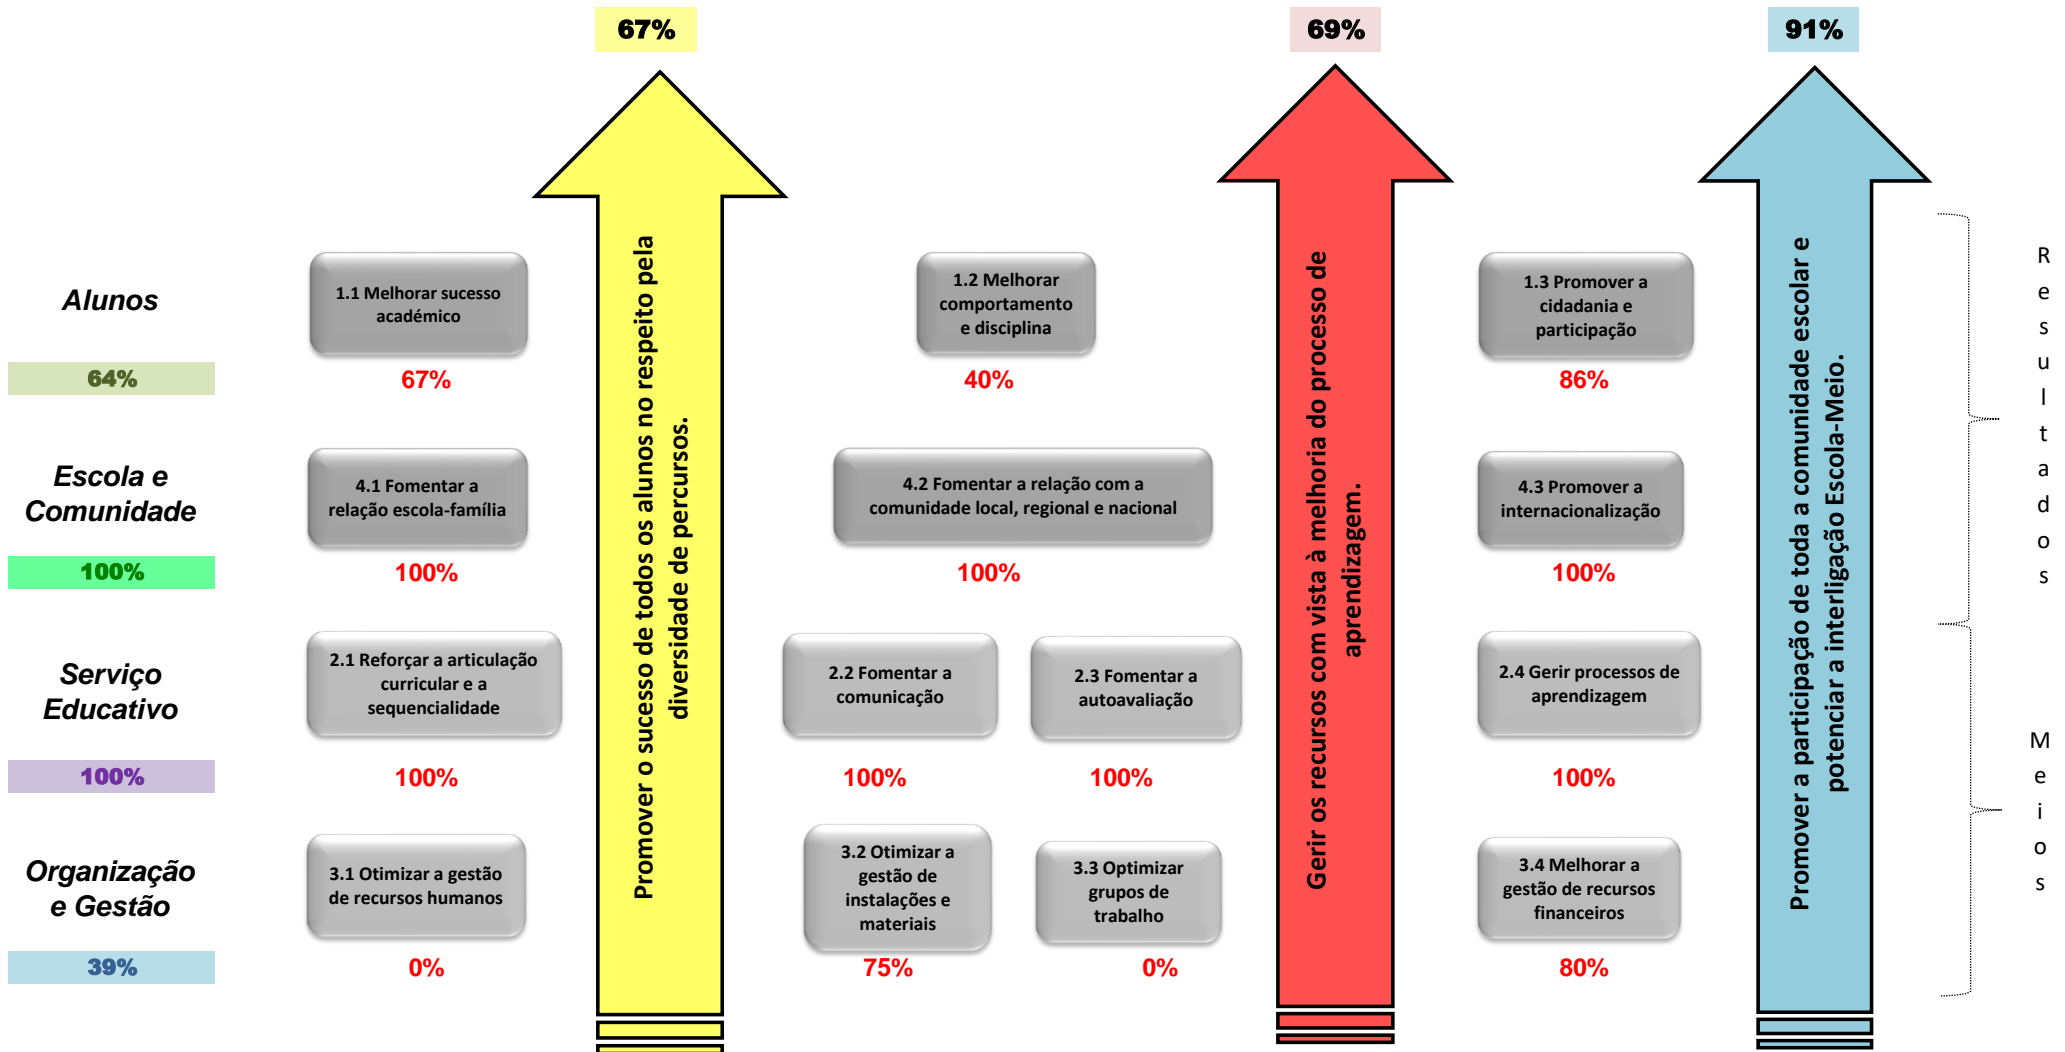 67%
69%
91%
Alunos
64%
1.1 Melhorar sucesso
académico
67%
1.2 Melhorar
comportamento
e disciplina
40%
1.3 Promover a
cidadania e
participação
86%
Escola e
Comunidade
100%
4.1 Fomentar a
relação escola-família
100%
4.2 Fomentar a relação com a
comunidade local, regional e nacional
100%
4.3 Promover a
internacionalização
100%
Serviço
Educativo
100%
2.1 Reforçar a articulação
curricular e a
sequencialidade
100%
2.2 Fomentar a
comunicação
100%
2.3 Fomentar a
autoavaliação
100%
2.4 Gerir processos de
aprendizagem
100%
Organização
e Gestão
39%
3.1 Otimizar a gestão
de recursos humanos
0%
3.2 Otimizar a
gestão de
instalações e
materiais
75%
3.3 Optimizar
grupos de
trabalho
0%
3.4 Melhorar a
gestão de recursos
financeiros
80%
Promover o sucesso de todos os alunos no respeito pela
diversidade de percursos.
Gerir os recursos com vista à melhoria do processo de
aprendizagem.
Promover a participação de toda a comunidade escolar e
potenciar a interligação Escola-Meio.
Resultados
Meios